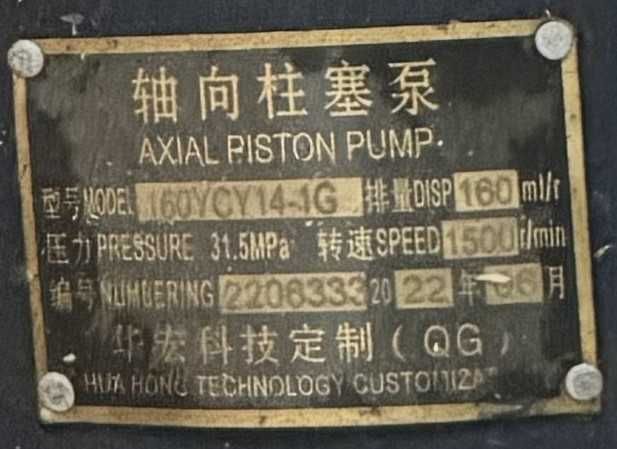 轴向柱塞泵
AXIAL PISTON PUMP
型号MODEL 160YCY14-1G 排量DISP 160 ml/r
压力PRESSURE 31.5MPa 转速SPEED 1500 r/min
编号NUMBERING 2206333 20 22 年 06 月
华宏科技定制(QG)
HUA HONG TECHNOLOGY